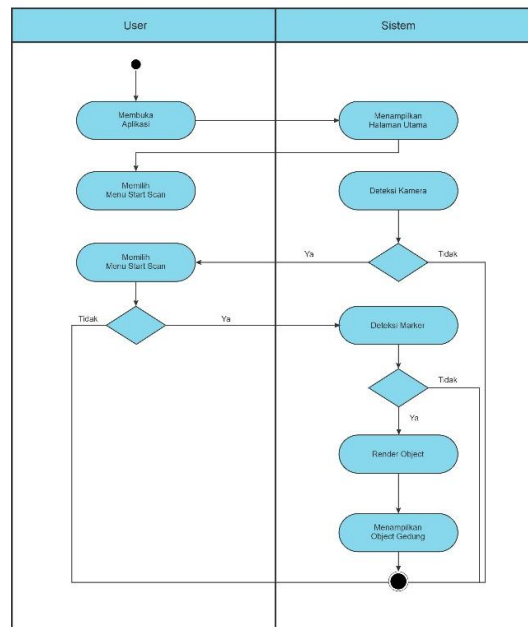 User
Sistem
Membuka
Aplikasi
Menampilkan
Halaman Utama
Memilih
Menu Start Scan
Deteksi Kamera
Memilih
Menu Start Scan
Ya
Tidak
Tidak
Ya
Deteksi Marker
Tidak
Ya
Render Object
Menampilkan
Object Gedung